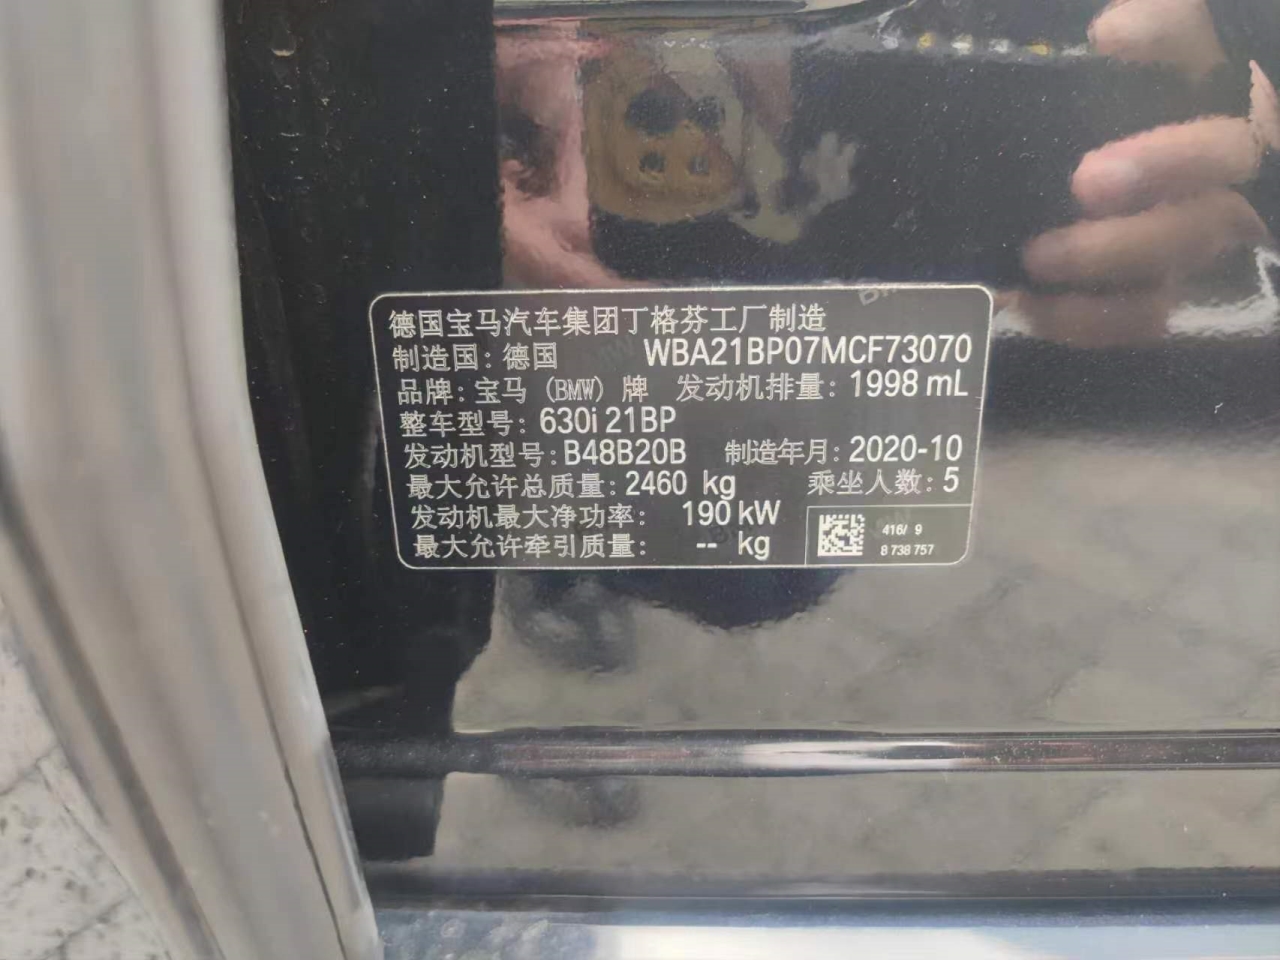 德国宝马汽车集团丁格芬工厂制造
制造国：德国 WBA21BP07MCF73070
品牌：宝马（BMW）牌 发动机排量：1998 mL
整车型号：630i 21BP
发动机型号：B48B20B 制造年月：2020-10
最大允许总质量：2460 kg 乘坐人数：5
发动机最大净功率： 190 kW
最大允许牵引质量： -- kg
416/ 9
8 738 757